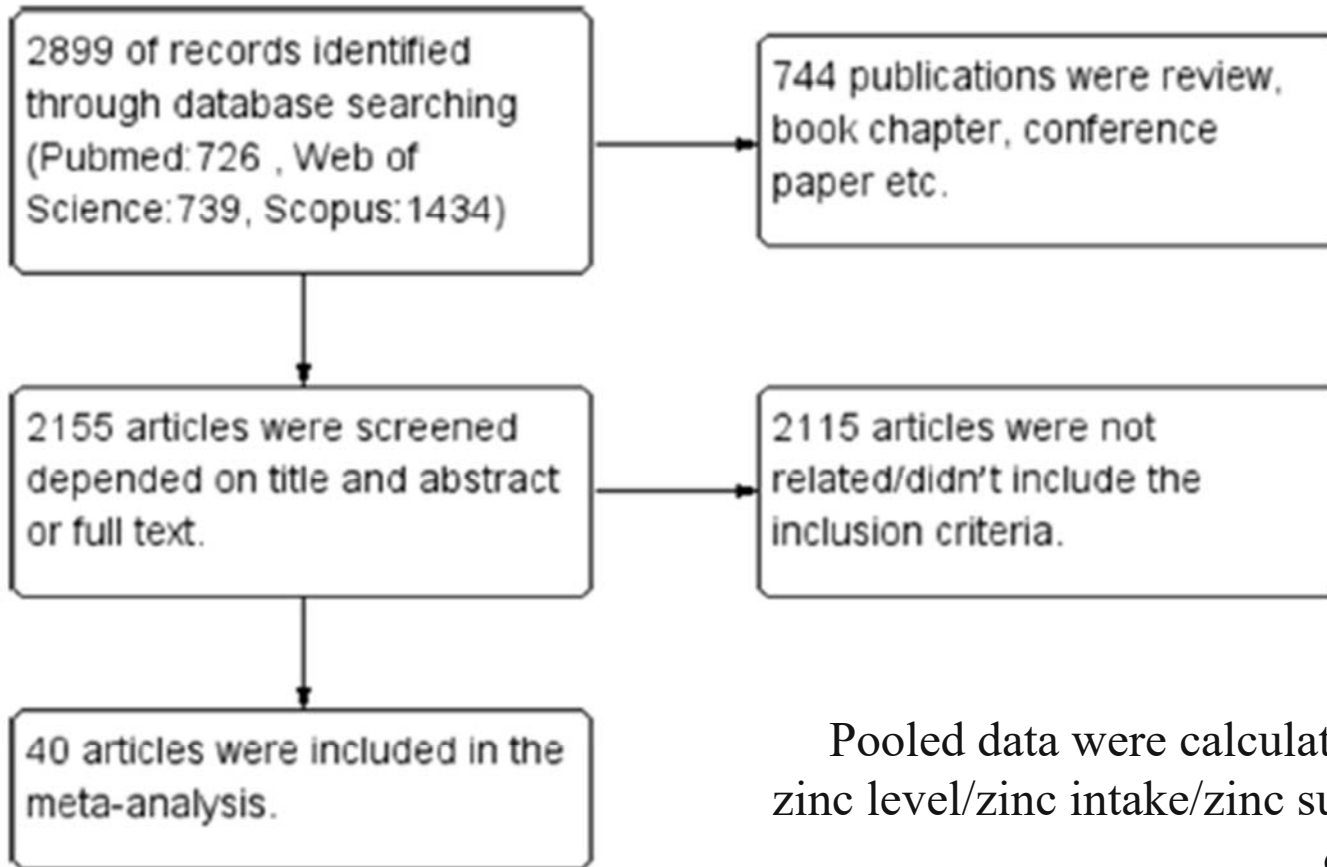 2899 of records identified
through database searching
(Pubmed:726 , Web of
Science:739, Scopus:1434)
744 publications were review,
book chapter, conference
paper etc.
2155 articles were screened
depended on title and abstract
or full text.
2115 articles were not
related/didn't include the
inclusion criteria.
40 articles were included in the
meta-analysis.
Pooled data were
zinc level/zinc intake/zinc